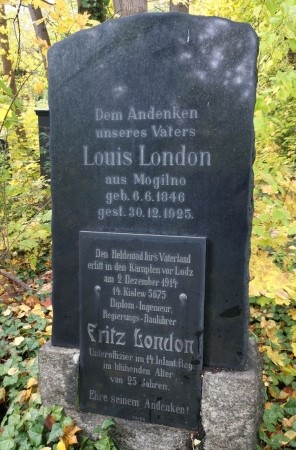 Dem Andenken
unseres Vaters
Louis London
aus Mogilno
geb. 6.6.1846
gest. 30.12.1925.
Den Heldentod fürs Vaterland
erlitt in den Kämpfen vor Lodz
am 2. Dezember 1914
14. Kislew 5675
Diplom-Ingenieur,
Regierungs-Bauführer
Fritz London
Unteroffizier im 14. Infant. Reg.
im blühenden Alter
von 25 Jahren.
Ehre seinem Andenken!